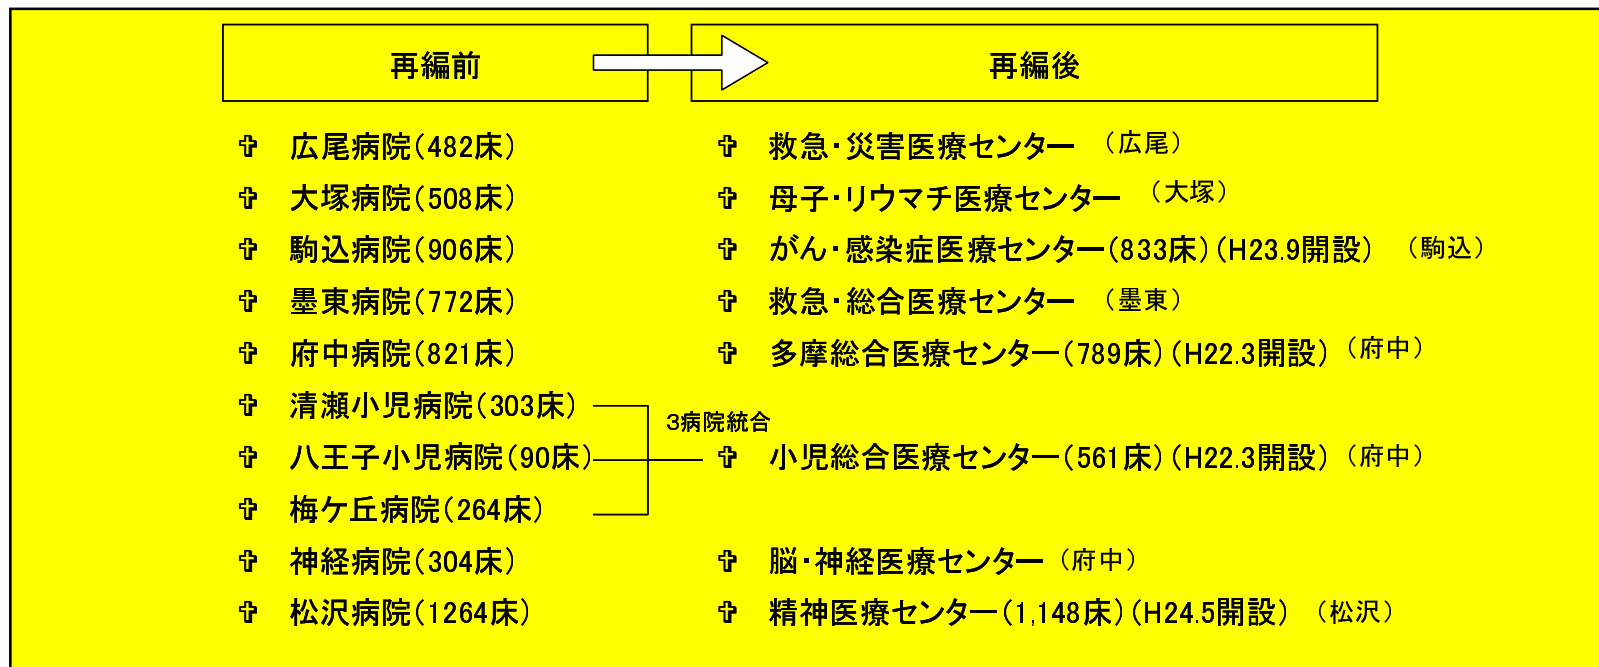 再編前 再編後
✞ 広尾病院(482床) ✞ 救急・災害医療センター (広尾)
✞ 大塚病院(508床) ✞ 母子・リウマチ医療センター (大塚)
✞ 駒込病院(906床) ✞ がん・感染症医療センター(833床)(H23.9開設) (駒込)
✞ 墨東病院(772床) ✞ 救急・総合医療センター (墨東)
✞ 府中病院(821床) ✞ 多摩総合医療センター(789床)(H22.3開設) (府中)
✞ 清瀬小児病院(303床)
3病院統合
✞ 八王子小児病院(90床) ✞ 小児総合医療センター(561床)(H22.3開設) (府中)
✞ 梅ケ丘病院(264床)
✞ 神経病院(304床) ✞ 脳・神経医療センター (府中)
✞ 松沢病院(1264床) ✞ 精神医療センター(1,148床)(H24.5開設) (松沢)